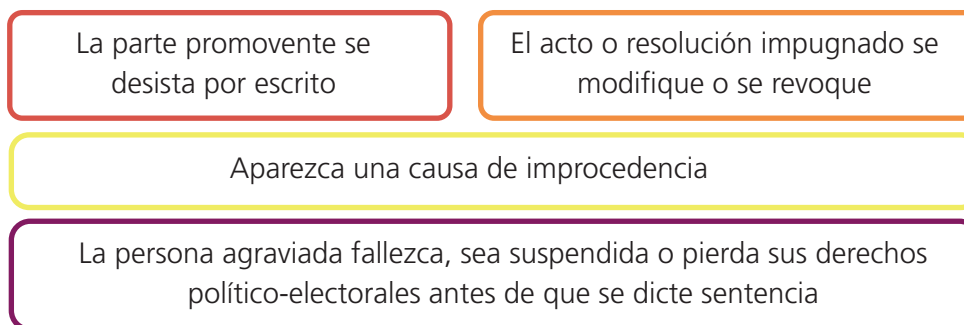 La parte promovente se
desista por escrito
El acto o resolución impugnado se
modifique o se revoque
Aparezca una causa de improcedencia
La persona agraviada fallezca, sea suspendida o pierda sus derechos
político-electorales antes de que se dicte sentencia